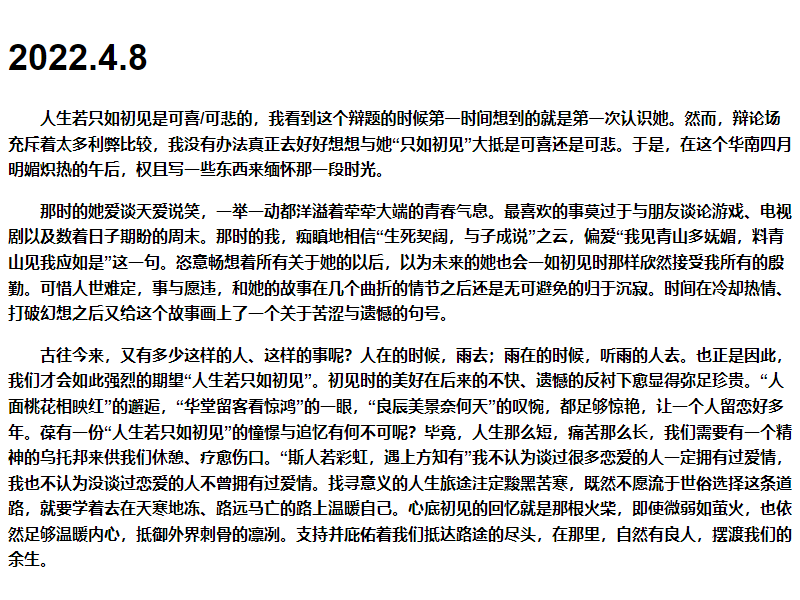 2022.4.8
人生若只如初见是可喜/可悲的，我看到这个辩题的时候第一时间想到的就是第一次认识她。然而，辩论场
充斥着太多利弊比较，我没有办法真正去好好想想与她“只如初见”大抵是可喜还是可悲。于是，在这个华南四月
明媚炽热的午后，权且写一些东西来缅怀那一段时光。
那时的她爱谈天爱说笑，一举一动都洋溢着荦荦大端的青春气息。最喜欢的事莫过于与朋友谈论游戏、电视
剧以及数着日子期盼的周末。那时的我，痴瞋地相信“生死契阔，与子成说”之云，偏爱“我见青山多妩媚，料青
山见我应如是”这一句。恣意畅想着所有关于她的以后，以为未来的她也会一如初见时那样欣然接受我所有的殷
勤。可惜人世难定，事与愿违，和她的故事在几个曲折的情节之后还是无可避免的归于沉寂。时间在冷却热情、
打破幻想之后又给这个故事画上了一个关于苦涩与遗憾的句号。
古往今来，又有多少这样的人、这样的事呢？人在的时候，雨去；雨在的时候，听雨的人去。也正是因此，
我们才会如此强烈的期望“人生若只如初见”。初见时的美好在后来的不快、遗憾的反衬下愈显得弥足珍贵。“人
面桃花相映红”的邂逅，“华堂留客看惊鸿”的一眼，“良辰美景奈何天”的叹惋，都足够惊艳，让一个人留恋好多
年。葆有一份“人生若只如初见”的憧憬与追忆有何不可呢？毕竟，人生那么短，痛苦那么长，我们需要有一个精
神的乌托邦来供我们休憩、疗愈伤口。“斯人若彩虹，遇上方知有”我不认为谈过很多恋爱的人一定拥有过爱情，
我也不认为没谈过恋爱的人不曾拥有过爱情。找寻意义的人生旅途注定黢黑苦寒，既然不愿流于世俗选择这条道
路，就要学着去在天寒地冻、路远马亡的路上温暖自己。心底初见的回忆就是那根火柴，即使微弱如萤火，也依
然足够温暖内心，抵御外界刺骨的凛冽。支持并庇佑着我们抵达路途的尽头，在那里，自然有良人，摆渡我们的
余生。